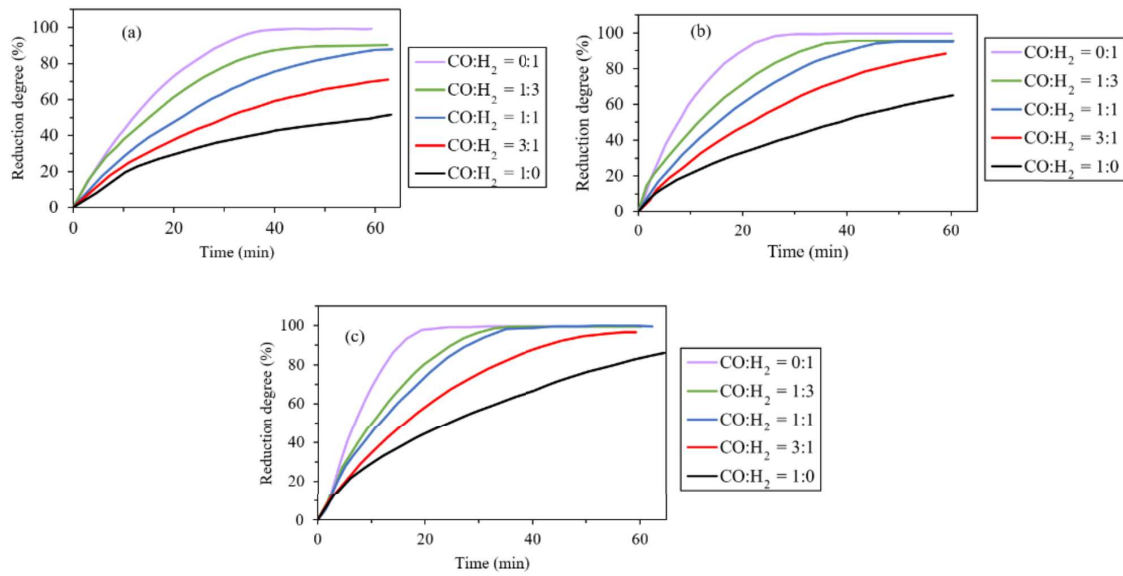 (a)
Reduction degree (%)
100
80
60
40
20
0
0 20 40 60
Time (min)
CO:H2 = 0:1
CO:H2 = 1:3
CO:H2 = 1:1
CO:H2 = 3:1
CO:H2 = 1:0
(b)
Reduction degree (%)
100
80
60
40
20
0
0 20 40 60
Time (min)
CO:H2 = 0:1
CO:H2 = 1:3
CO:H2 = 1:1
CO:H2 = 3:1
CO:H2 = 1:0
(c)
Reduction degree (%)
100
80
60
40
20
0
0 20 40 60
Time (min)
CO:H2 = 0:1
CO:H2 = 1:3
CO:H2 = 1:1
CO:H2 = 3:1
CO:H2 = 1:0